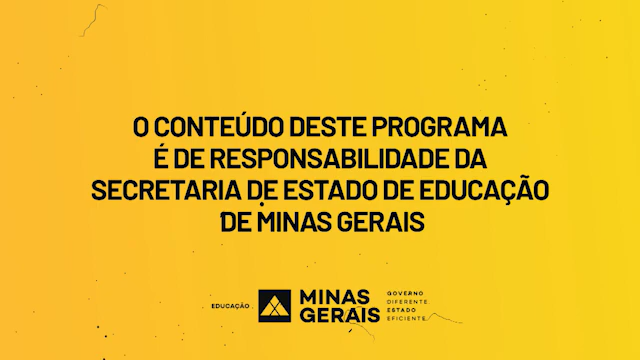 O CONTEÚDO DESTE PROGRAMA
É DE RESPONSABILIDADE DA
SECRETARIA DE ESTADO DE EDUCAÇÃO
DE MINAS GERAIS
EDUCAÇÃO
MINAS
GERAIS
GOVERNO
DIFERENTE.
ESTADO
EFICIENTE.